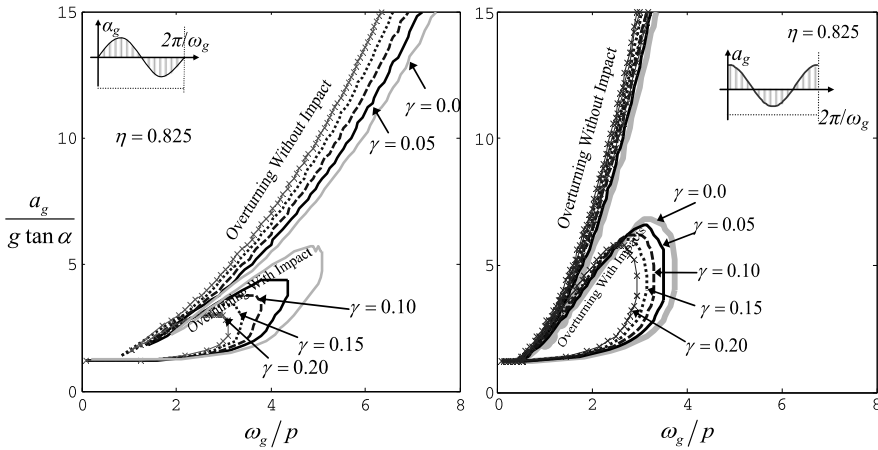 15
α_g
2π/ω_g
η = 0.825
Overturning Without Impact
γ = 0.0
γ = 0.05
10
a_g
g tan α
5
Overturning With Impact
γ = 0.10
γ = 0.15
γ = 0.20
0
0 2 4 6 8
ω_g / p
15
η = 0.825
a_g
2π/ω_g
Overturning Without Impact
10
γ = 0.0
γ = 0.05
γ = 0.10
γ = 0.15
γ = 0.20
5
Overturning With Impact
0
0 2 4 6 8
ω_g / p